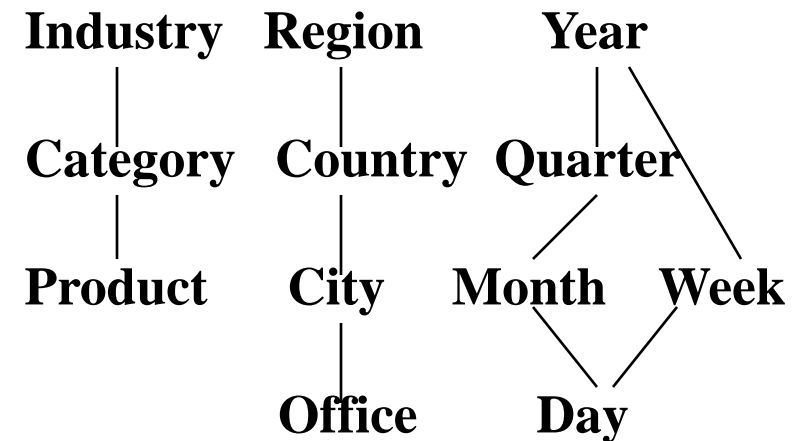 Industry Region Year
Category Country Quarter
Product City Month Week
Office Day